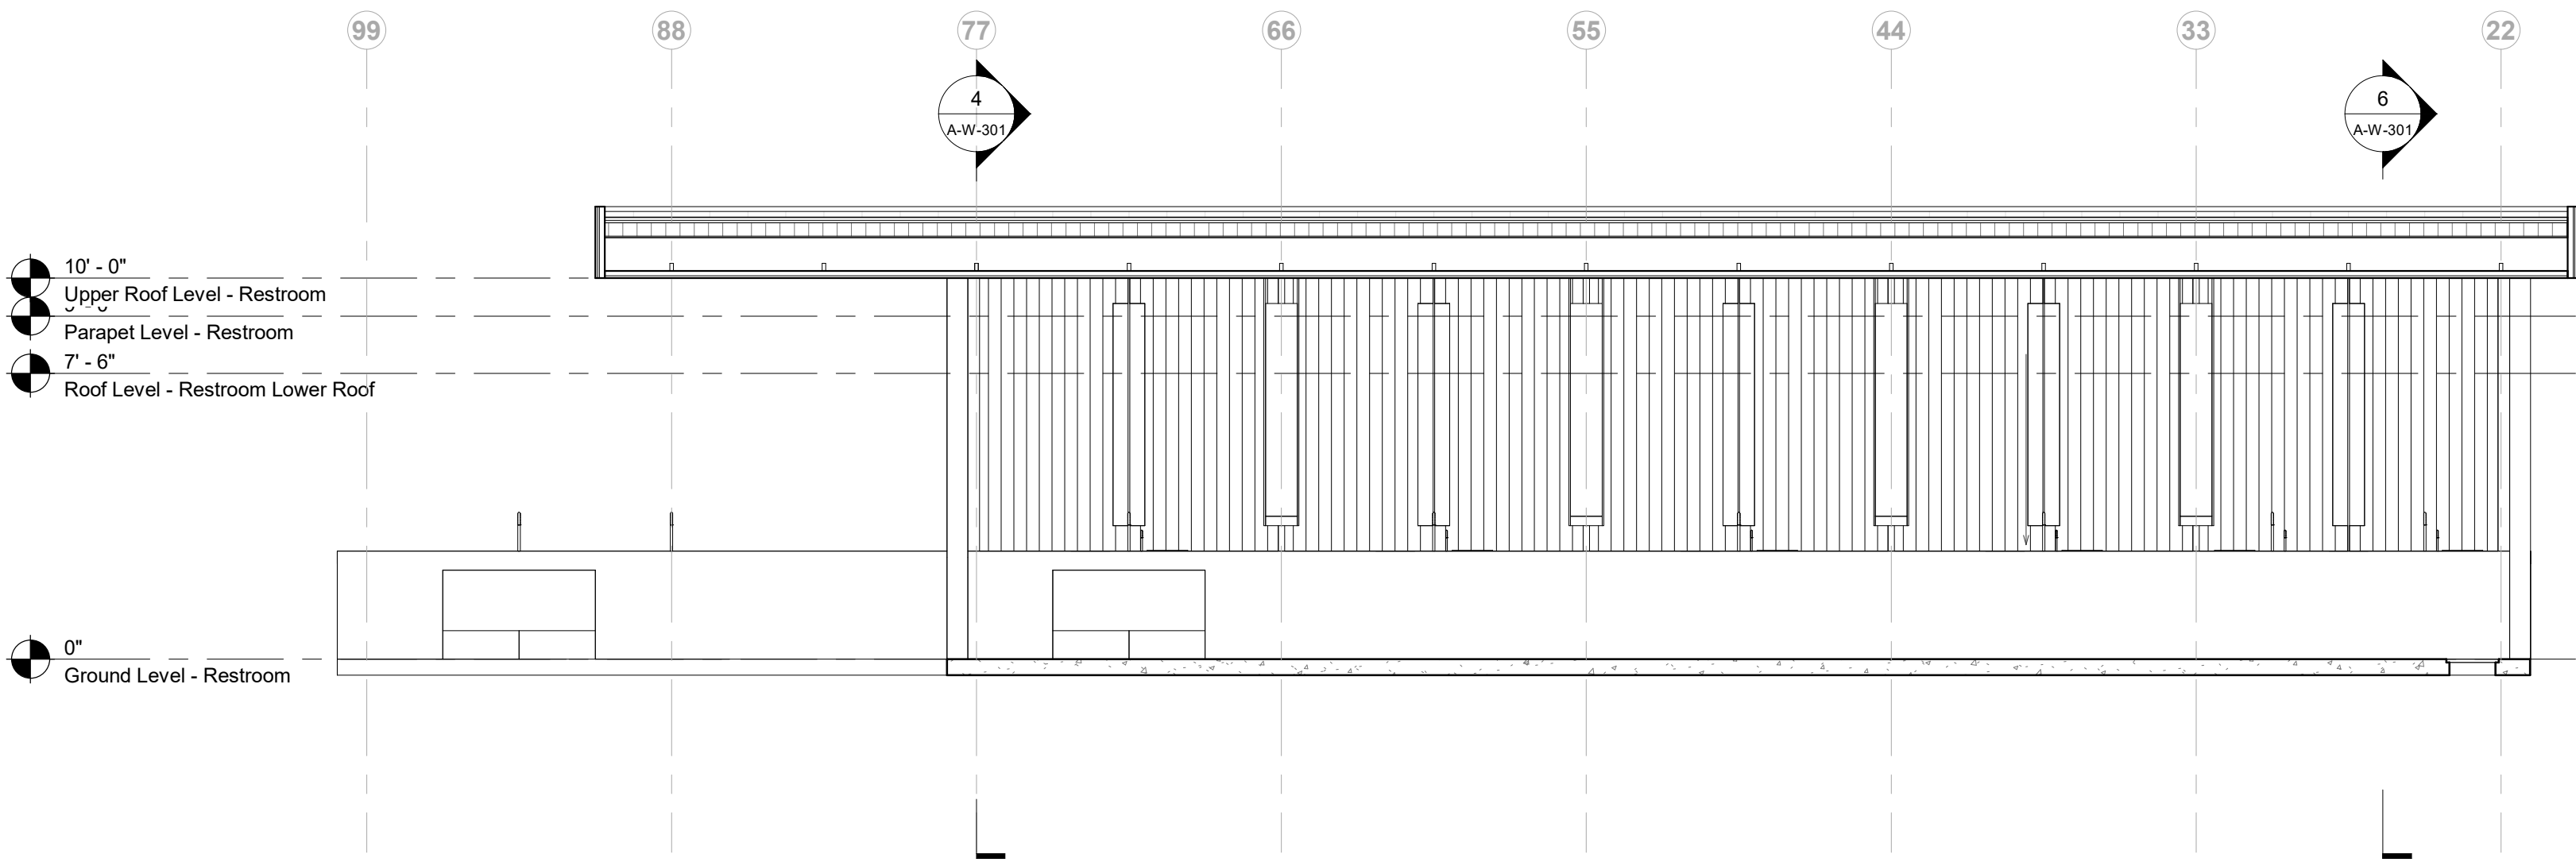 99 88 77 66 55 44 33 22
4
A-W-301
6
A-W-301
10' - 0"
Upper Roof Level - Restroom
Parapet Level - Restroom
7' - 6"
Roof Level - Restroom Lower Roof
0"
Ground Level - Restroom